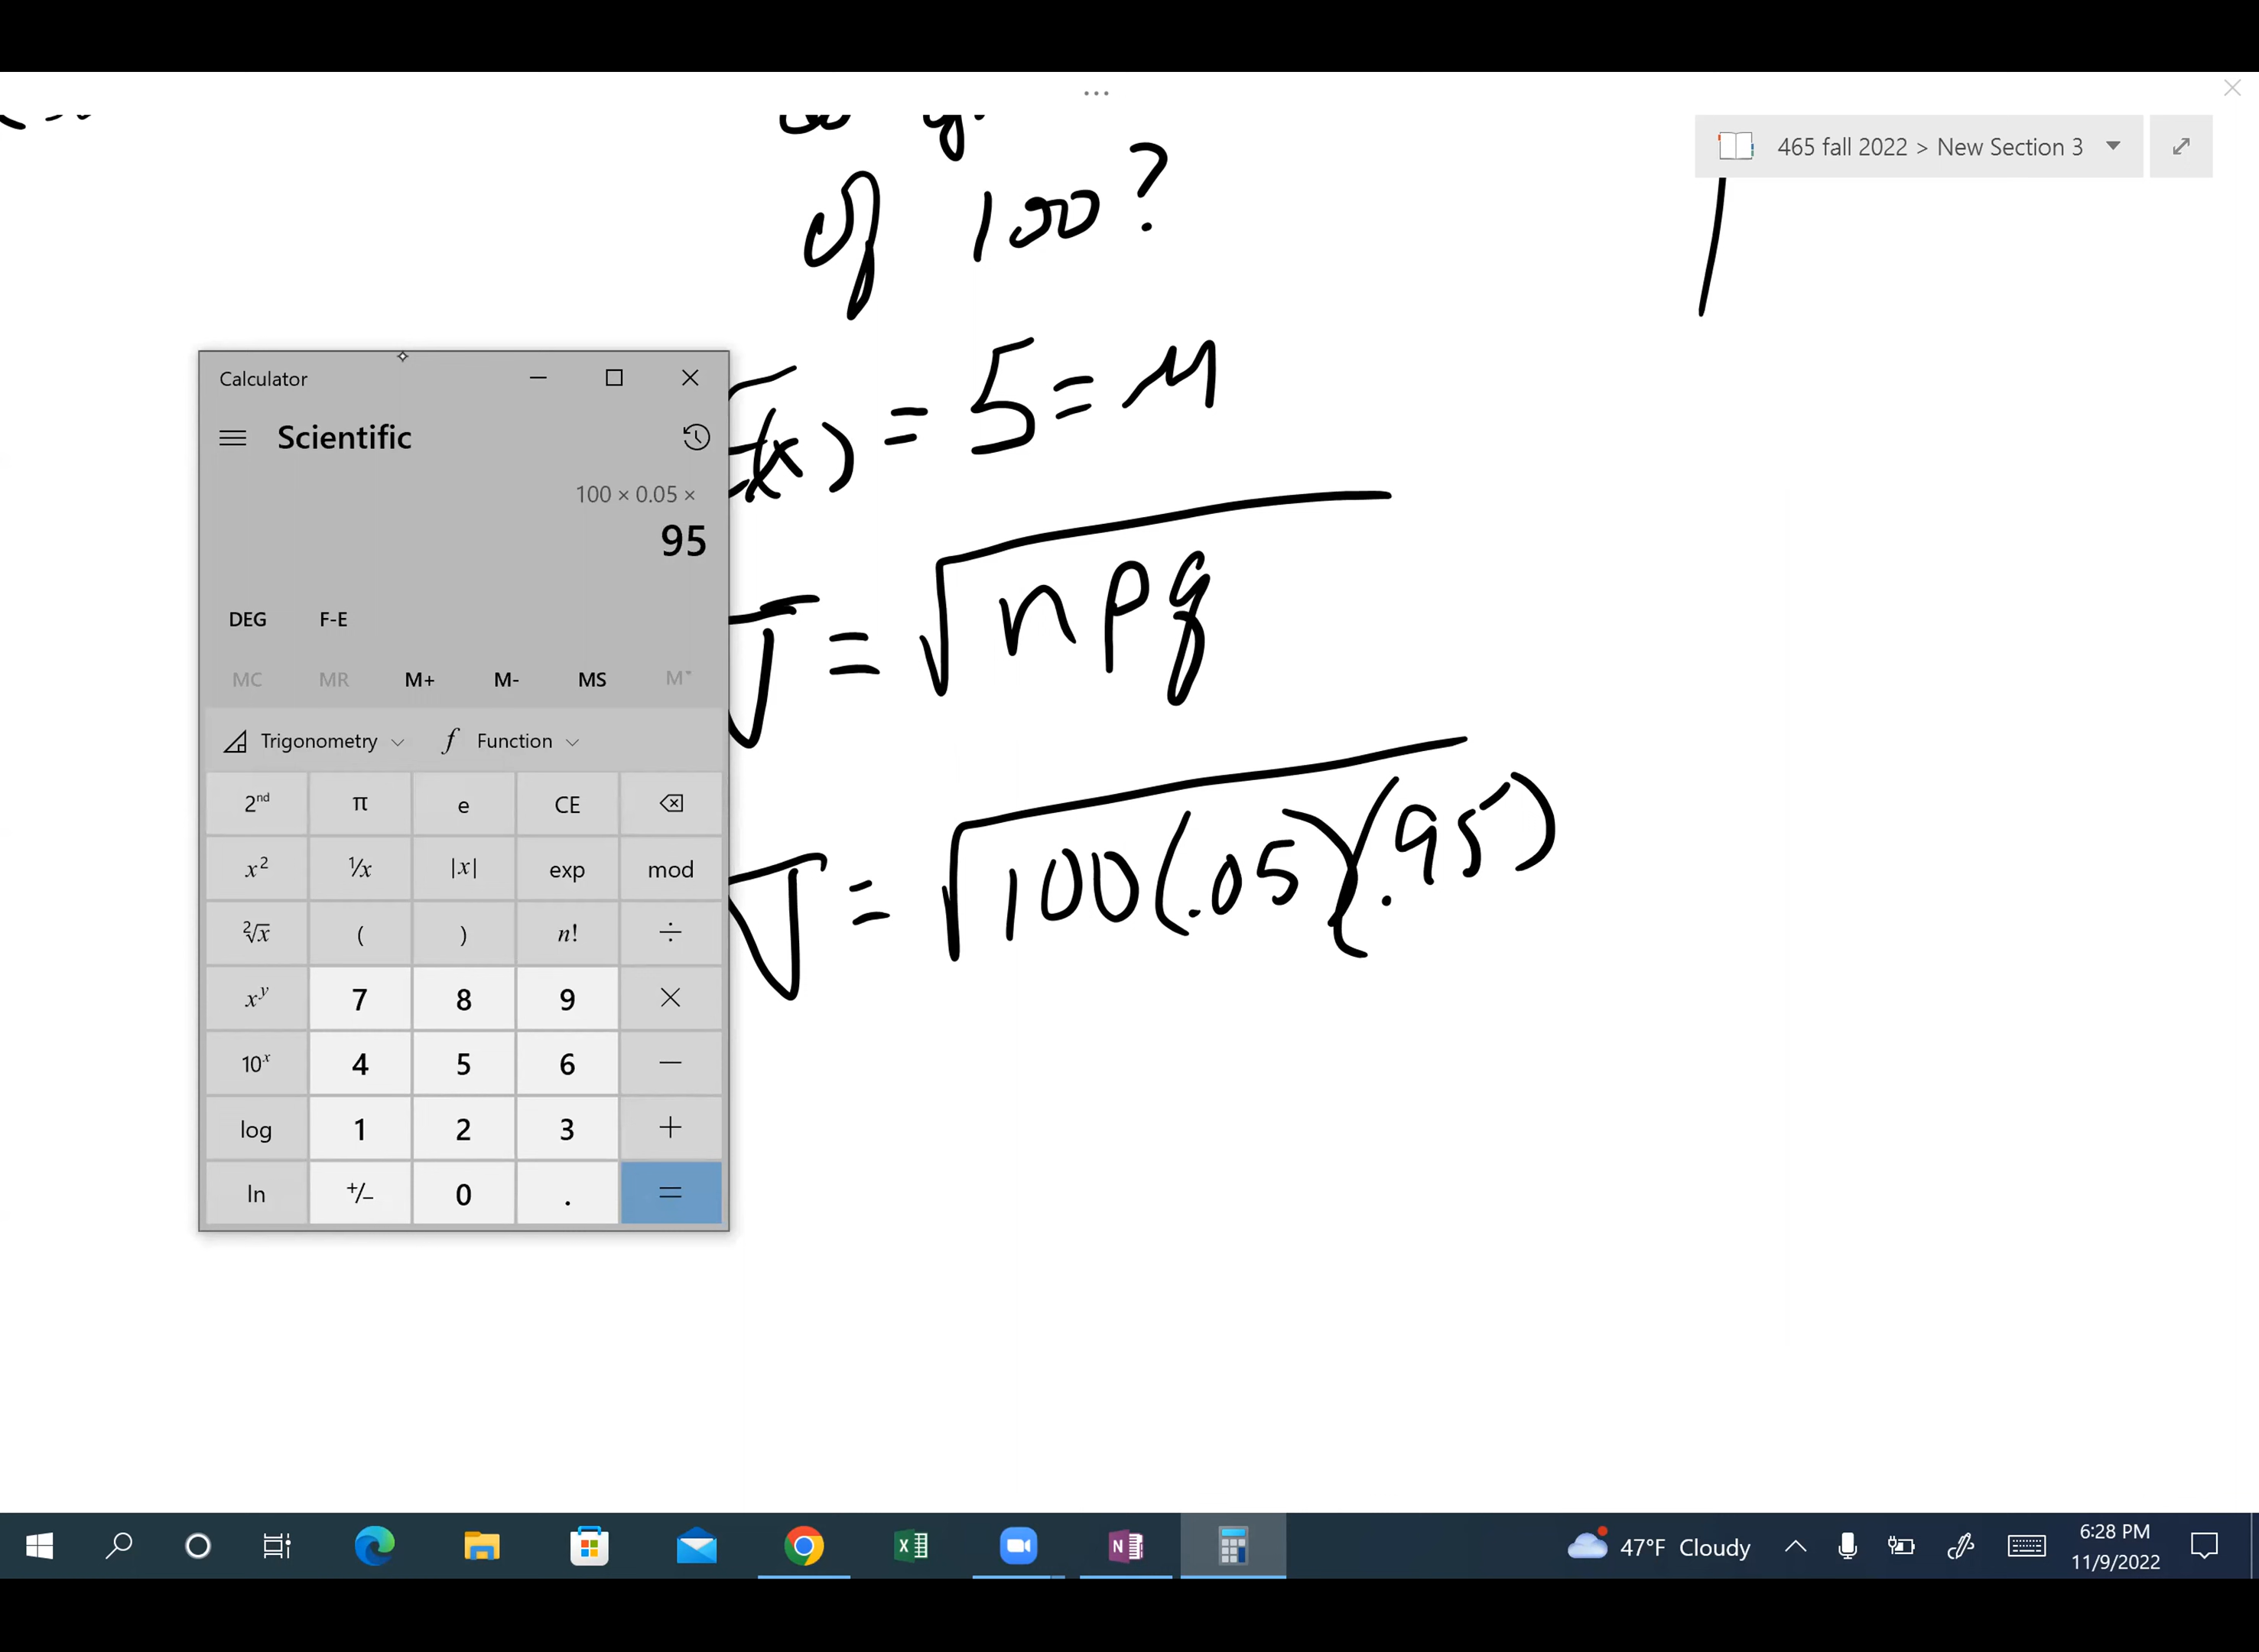 465 fall 2022 > New Section 3
of 100?
(x) = 5 = μ
σ = √npq
σ = √100(.05)(.95)
Calculator
Scientific
100 × 0.05 ×
95
DEG F-E
MC MR M+ M- MS M˅
Trigonometry f Function
2nd π e CE
x² ¹/x |x| exp mod
²√x ( ) n! ÷
xʸ 7 8 9 ×
10ˣ 4 5 6 −
log 1 2 3 +
ln +/− 0 . =
47°F Cloudy
6:28 PM
11/9/2022